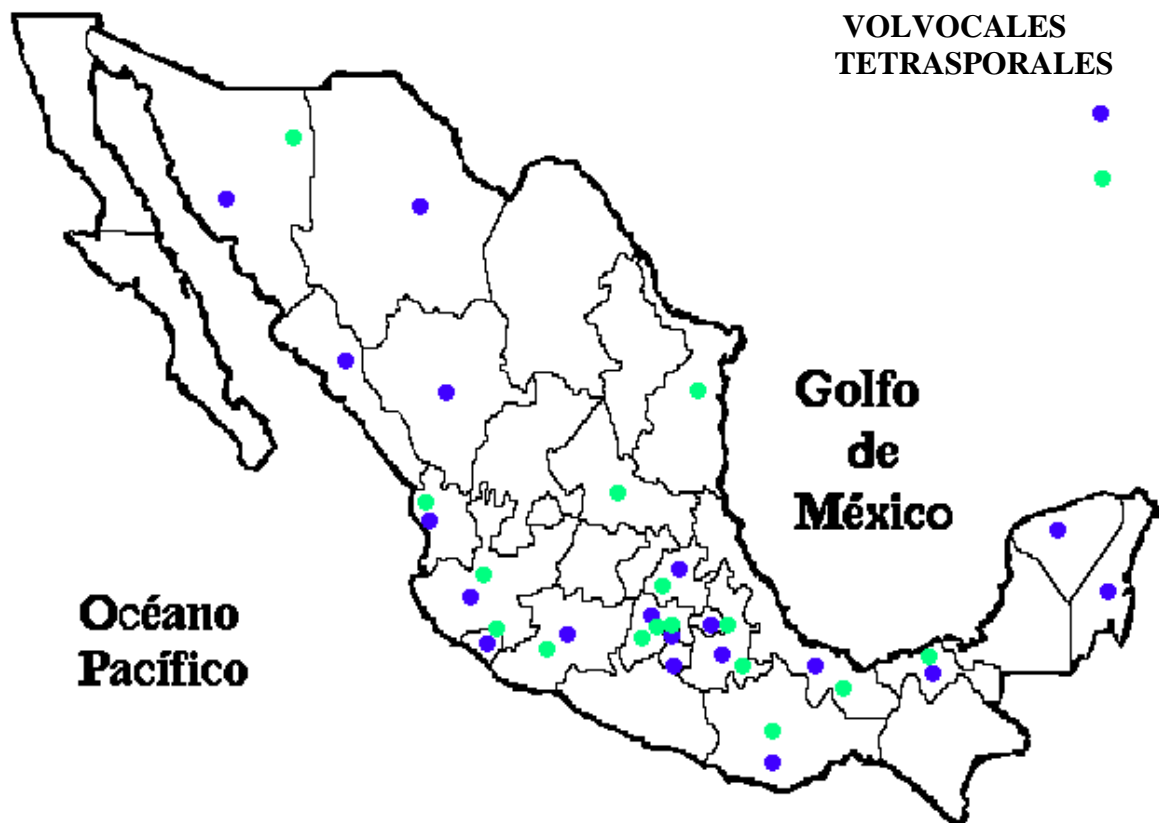 VOLVOCALES
TETRASPORALES
Golfo
de
México
Océano
Pacífico